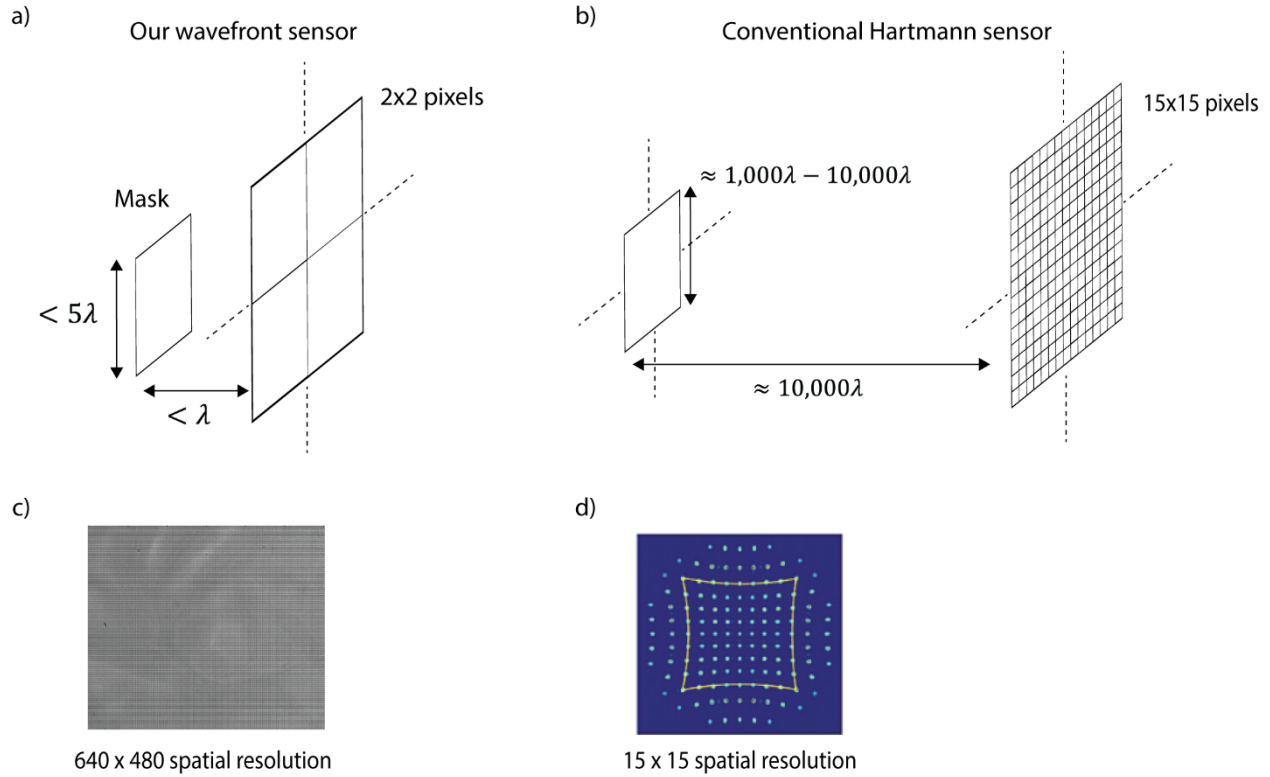 a)
Our wavefront sensor
2x2 pixels
Mask
< 5λ
< λ
b)
Conventional Hartmann sensor
15x15 pixels
≈ 1,000λ − 10,000λ
≈ 10,000λ
c)
640 x 480 spatial resolution
d)
15 x 15 spatial resolution